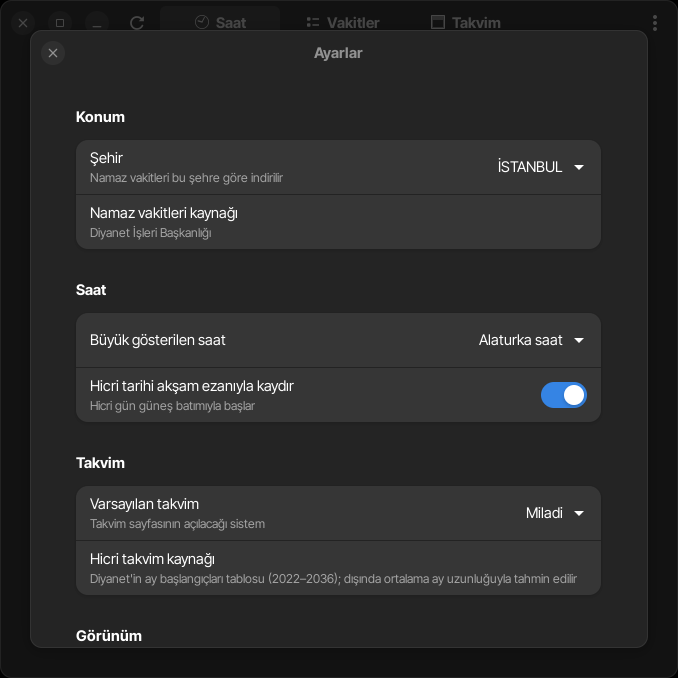 Saat
Vakitler
Takvim
Ayarlar
Konum
Şehir
Namaz vakitleri bu şehre göre indirilir
İSTANBUL
Namaz vakitleri kaynağı
Diyanet İşleri Başkanlığı
Saat
Büyük gösterilen saat
Alaturka saat
Hicri tarihi akşam ezanıyla kaydır
Hicri gün güneş batımıyla başlar
Takvim
Varsayılan takvim
Takvim sayfasının açılacağı sistem
Miladi
Hicri takvim kaynağı
Diyanet'in ay başlangıçları tablosu (2022–2036); dışında ortalama ay uzunluğuyla tahmin edilir
Görünüm